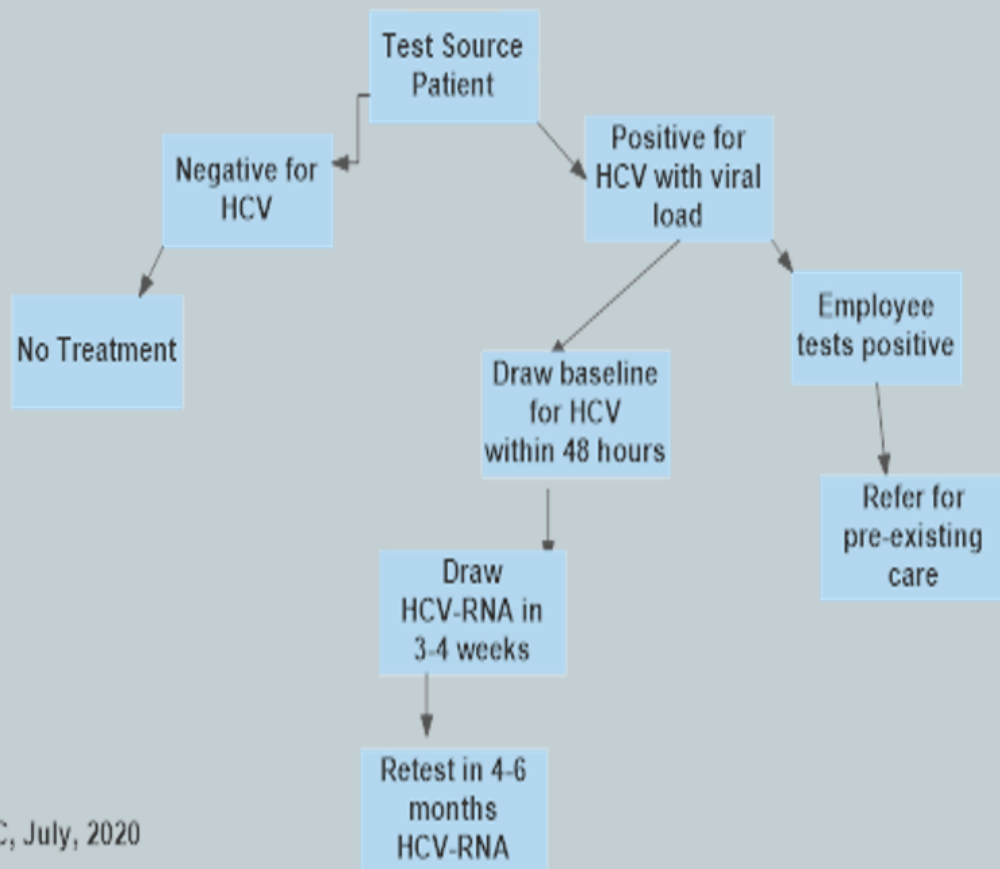 Test Source
Patient
Negative for
HCV
Positive for
HCV with viral
load
No Treatment
Employee
tests positive
Draw baseline
for HCV
within 48 hours
Refer for
pre-existing
care
Draw
HCV-RNA in
3-4 weeks
Retest in 4-6
months
HCV-RNA
C, July, 2020